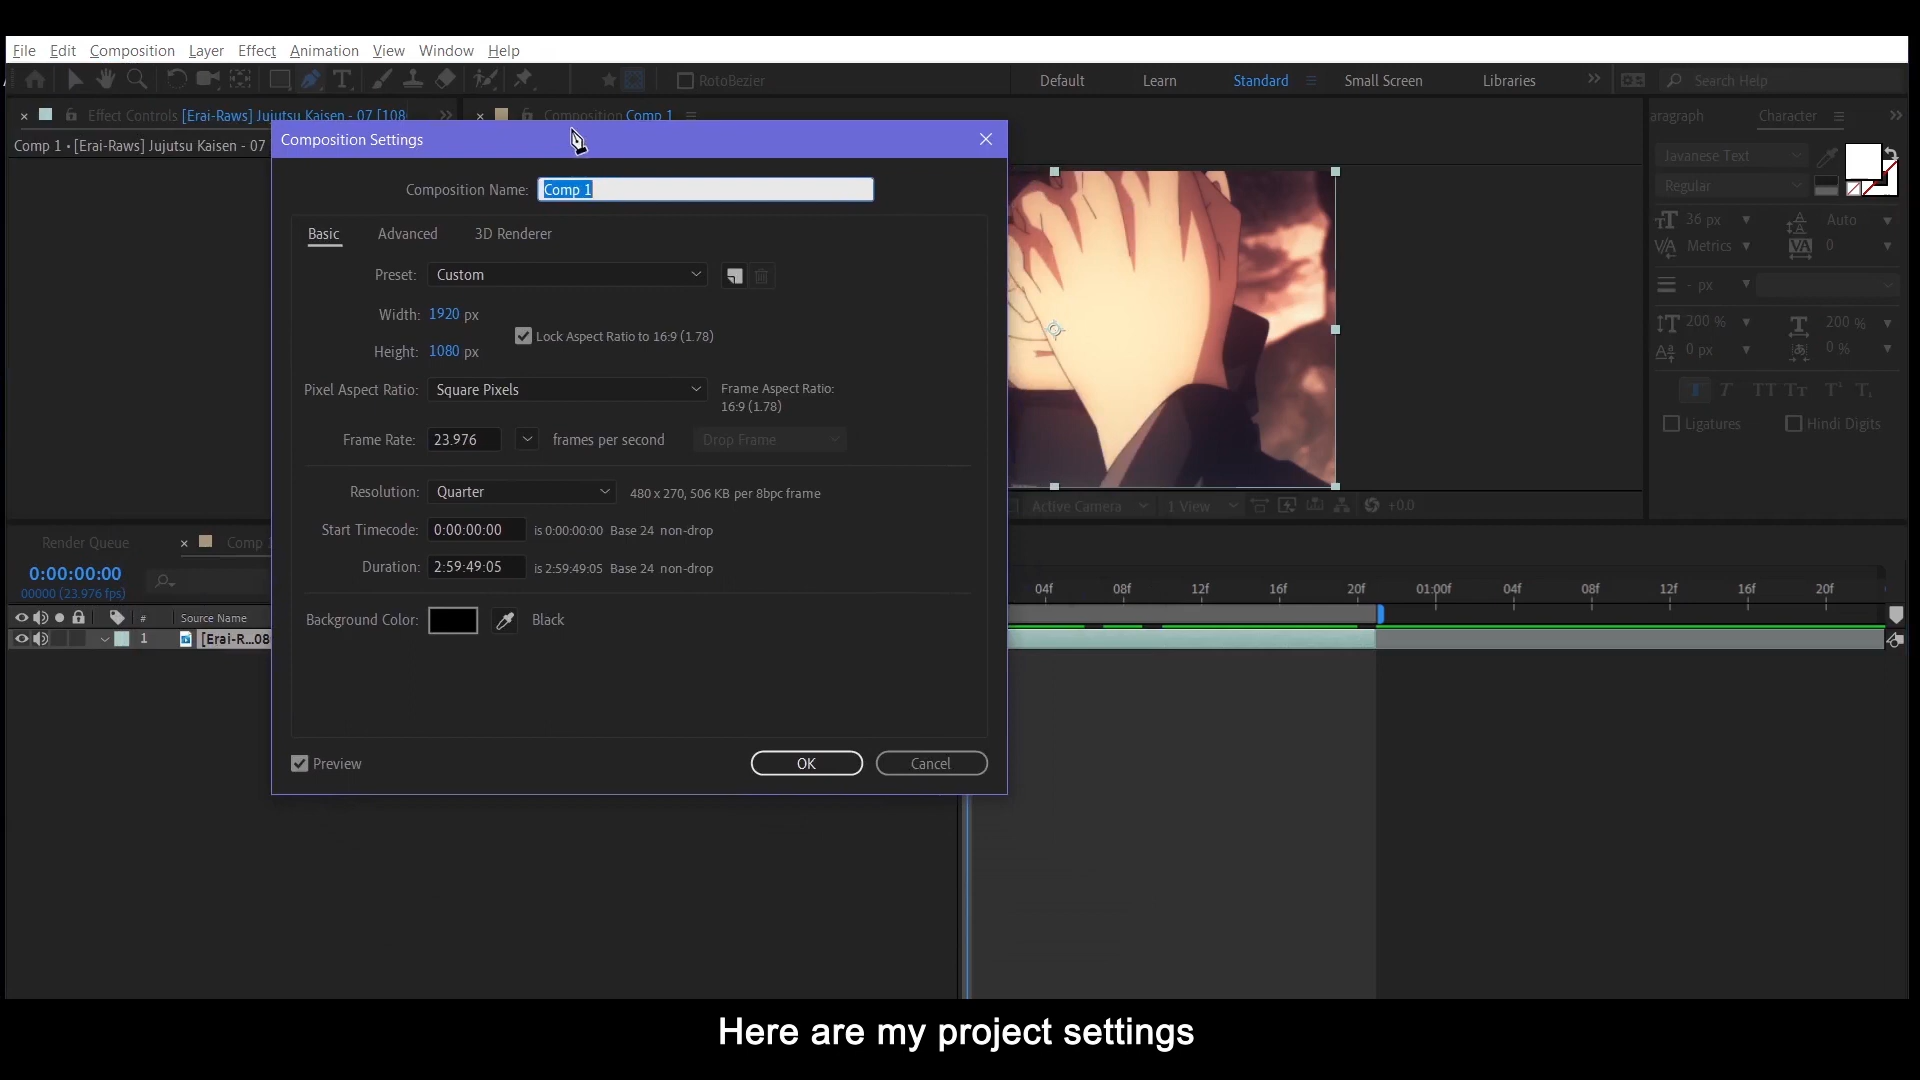 File Edit Composition Layer Effect Animation View Window Help
RotoBezier Default Learn Standard Small Screen Libraries Search Help
Effect Controls [Erai-Raws] Jujutsu Kaisen - 07 [108
Composition Comp 1
aragraph Character
Comp 1 • [Erai-Raws] Jujutsu Kaisen - 07
Composition Settings
Composition Name: Comp 1
Basic Advanced 3D Renderer
Preset: Custom
Width: 1920 px
Lock Aspect Ratio to 16:9 (1.78)
Height: 1080 px
Pixel Aspect Ratio: Square Pixels
Frame Aspect Ratio:
16:9 (1.78)
Frame Rate: 23.976 frames per second Drop Frame
Resolution: Quarter 480 x 270, 506 KB per 8bpc frame
Start Timecode: 0:00:00:00 is 0:00:00:00 Base 24 non-drop
Duration: 2:59:49:05 is 2:59:49:05 Base 24 non-drop
Background Color: Black
Preview OK Cancel
Javanese Text
Regular
36 px Auto
Metrics 0
- px
200 % 200 %
0 px 0 %
T T TT Tt T¹ T,
Ligatures Hindi Digits
Active Camera 1 View +0.0
Render Queue Comp
0:00:00:00
00000 (23.976 fps)
# Source Name
1 [Erai-R...08
04f 08f 12f 16f 20f 01:00f 04f 08f 12f 16f 20f
Here are my project settings